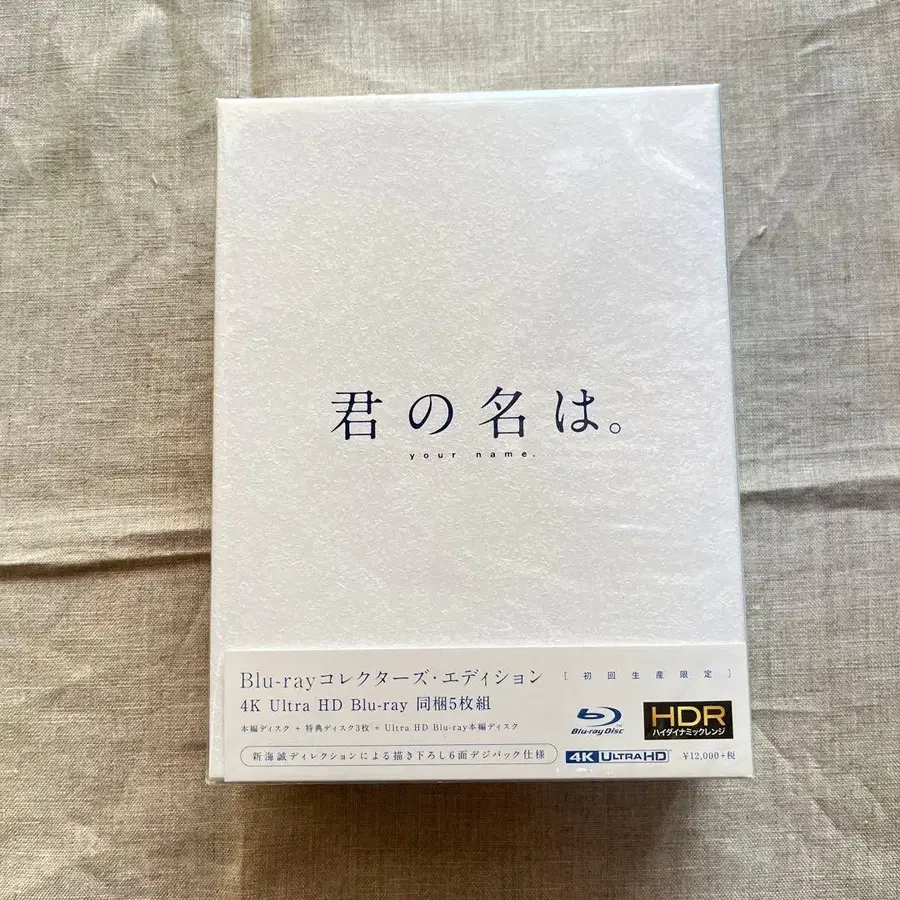 君の名は。
your name.
Blu-rayコレクターズ・エディション
[初回生産限定]
4K Ultra HD Blu-ray 同梱5枚組
本編ディスク + 特典ディスク3枚 + Ultra HD Blu-ray本編ディスク
新海誠ディレクションによる描き下ろし6面デジパック仕様
Blu-ray Disc™
HDR
ハイダイナミックレンジ
4K ULTRA HD
¥12,000+税